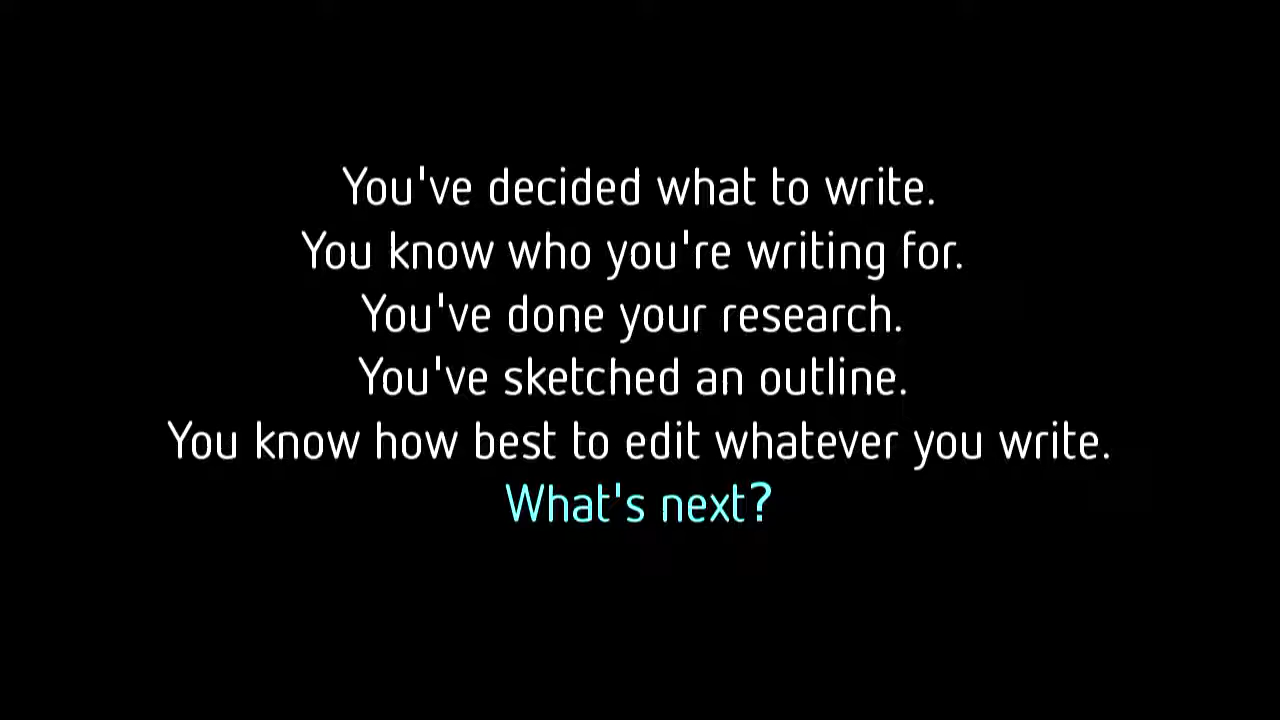 You've decided what to write.
You know who you're writing for.
You've done your research.
You've sketched an outline.
You know how best to edit whatever you write.
What's next?